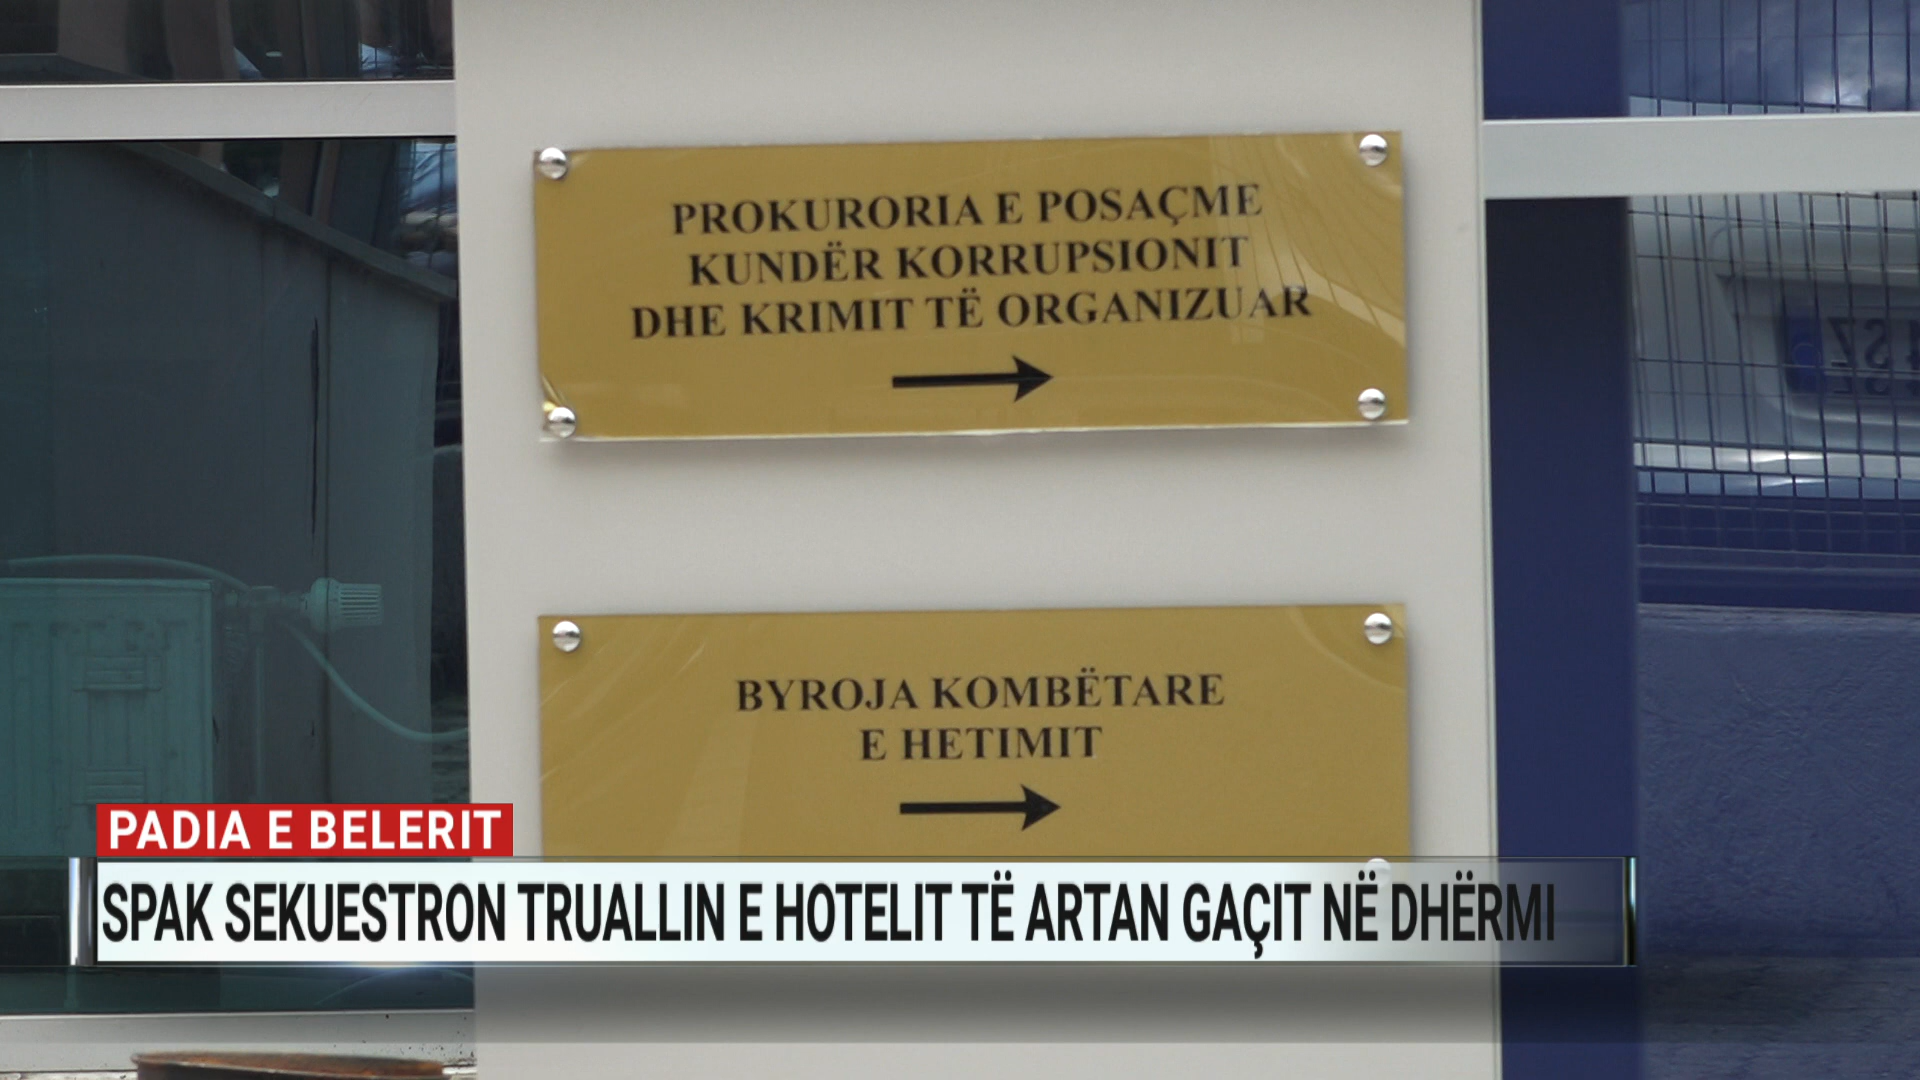 PROKURORIA E POSAÇME
KUNDËR KORRUPSIONIT
DHE KRIMIT TË ORGANIZUAR
BYROJA KOMBËTARE
E HETIMIT
PADIA E BELERIT
SPAK SEKUESTRON TRUALLIN E HOTELIT TË ARTAN GAÇIT NË DHËRMI